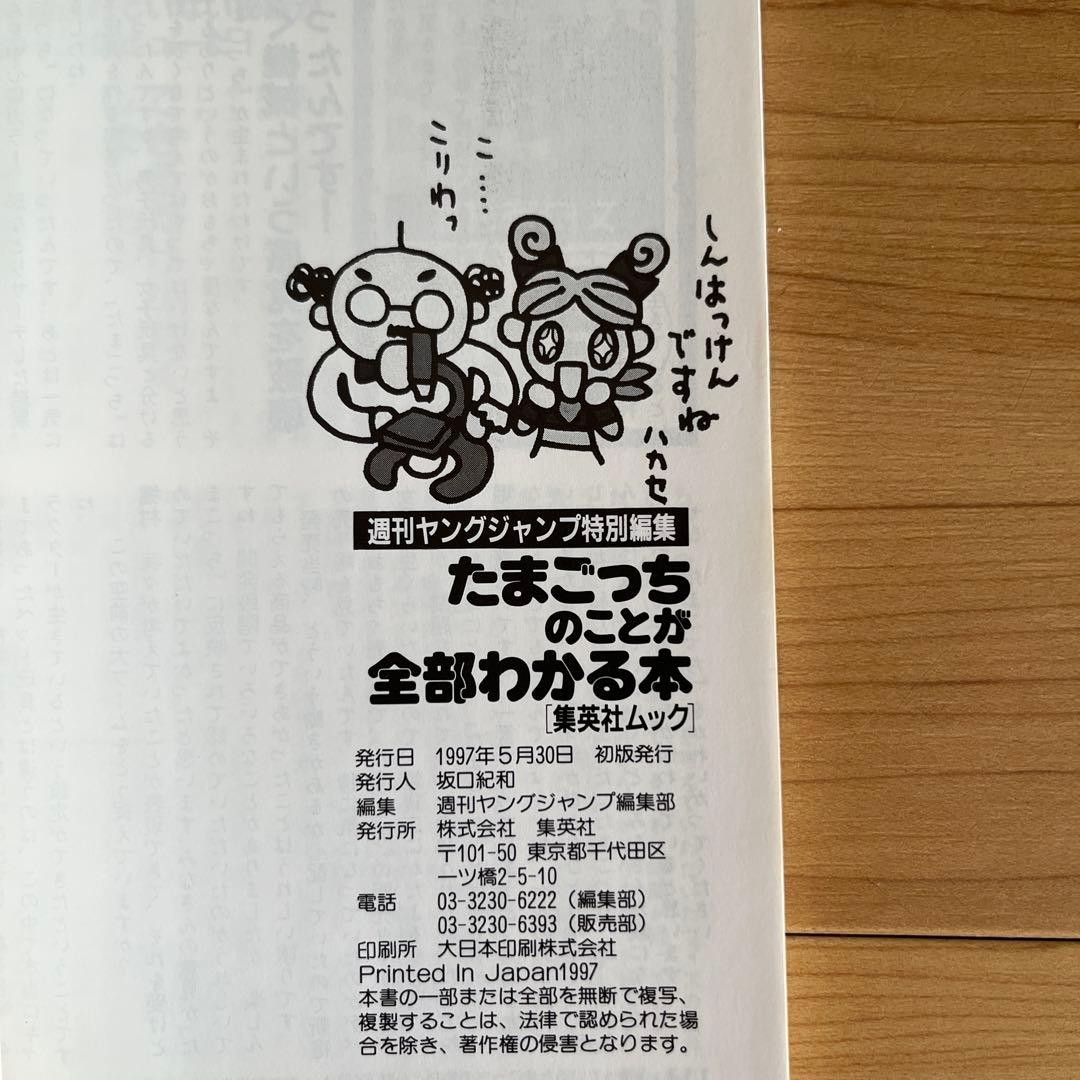 こ‥‥
こりわっ
しんはっけん
ですね
ハカセ
週刊ヤングジャンプ特別編集
たまごっち
のことが
全部わかる本
[集英社ムック]
発行日 1997年5月30日 初版発行
発行人 坂口紀和
編集 週刊ヤングジャンプ編集部
発行所 株式会社 集英社
〒101-50 東京都千代田区
一ツ橋2-5-10
電話 03-3230-6222（編集部）
03-3230-6393（販売部）
印刷所 大日本印刷株式会社
Printed In Japan1997
本書の一部または全部を無断で複写、
複製することは、法律で認められた場
合を除き、著作権の侵害となります。